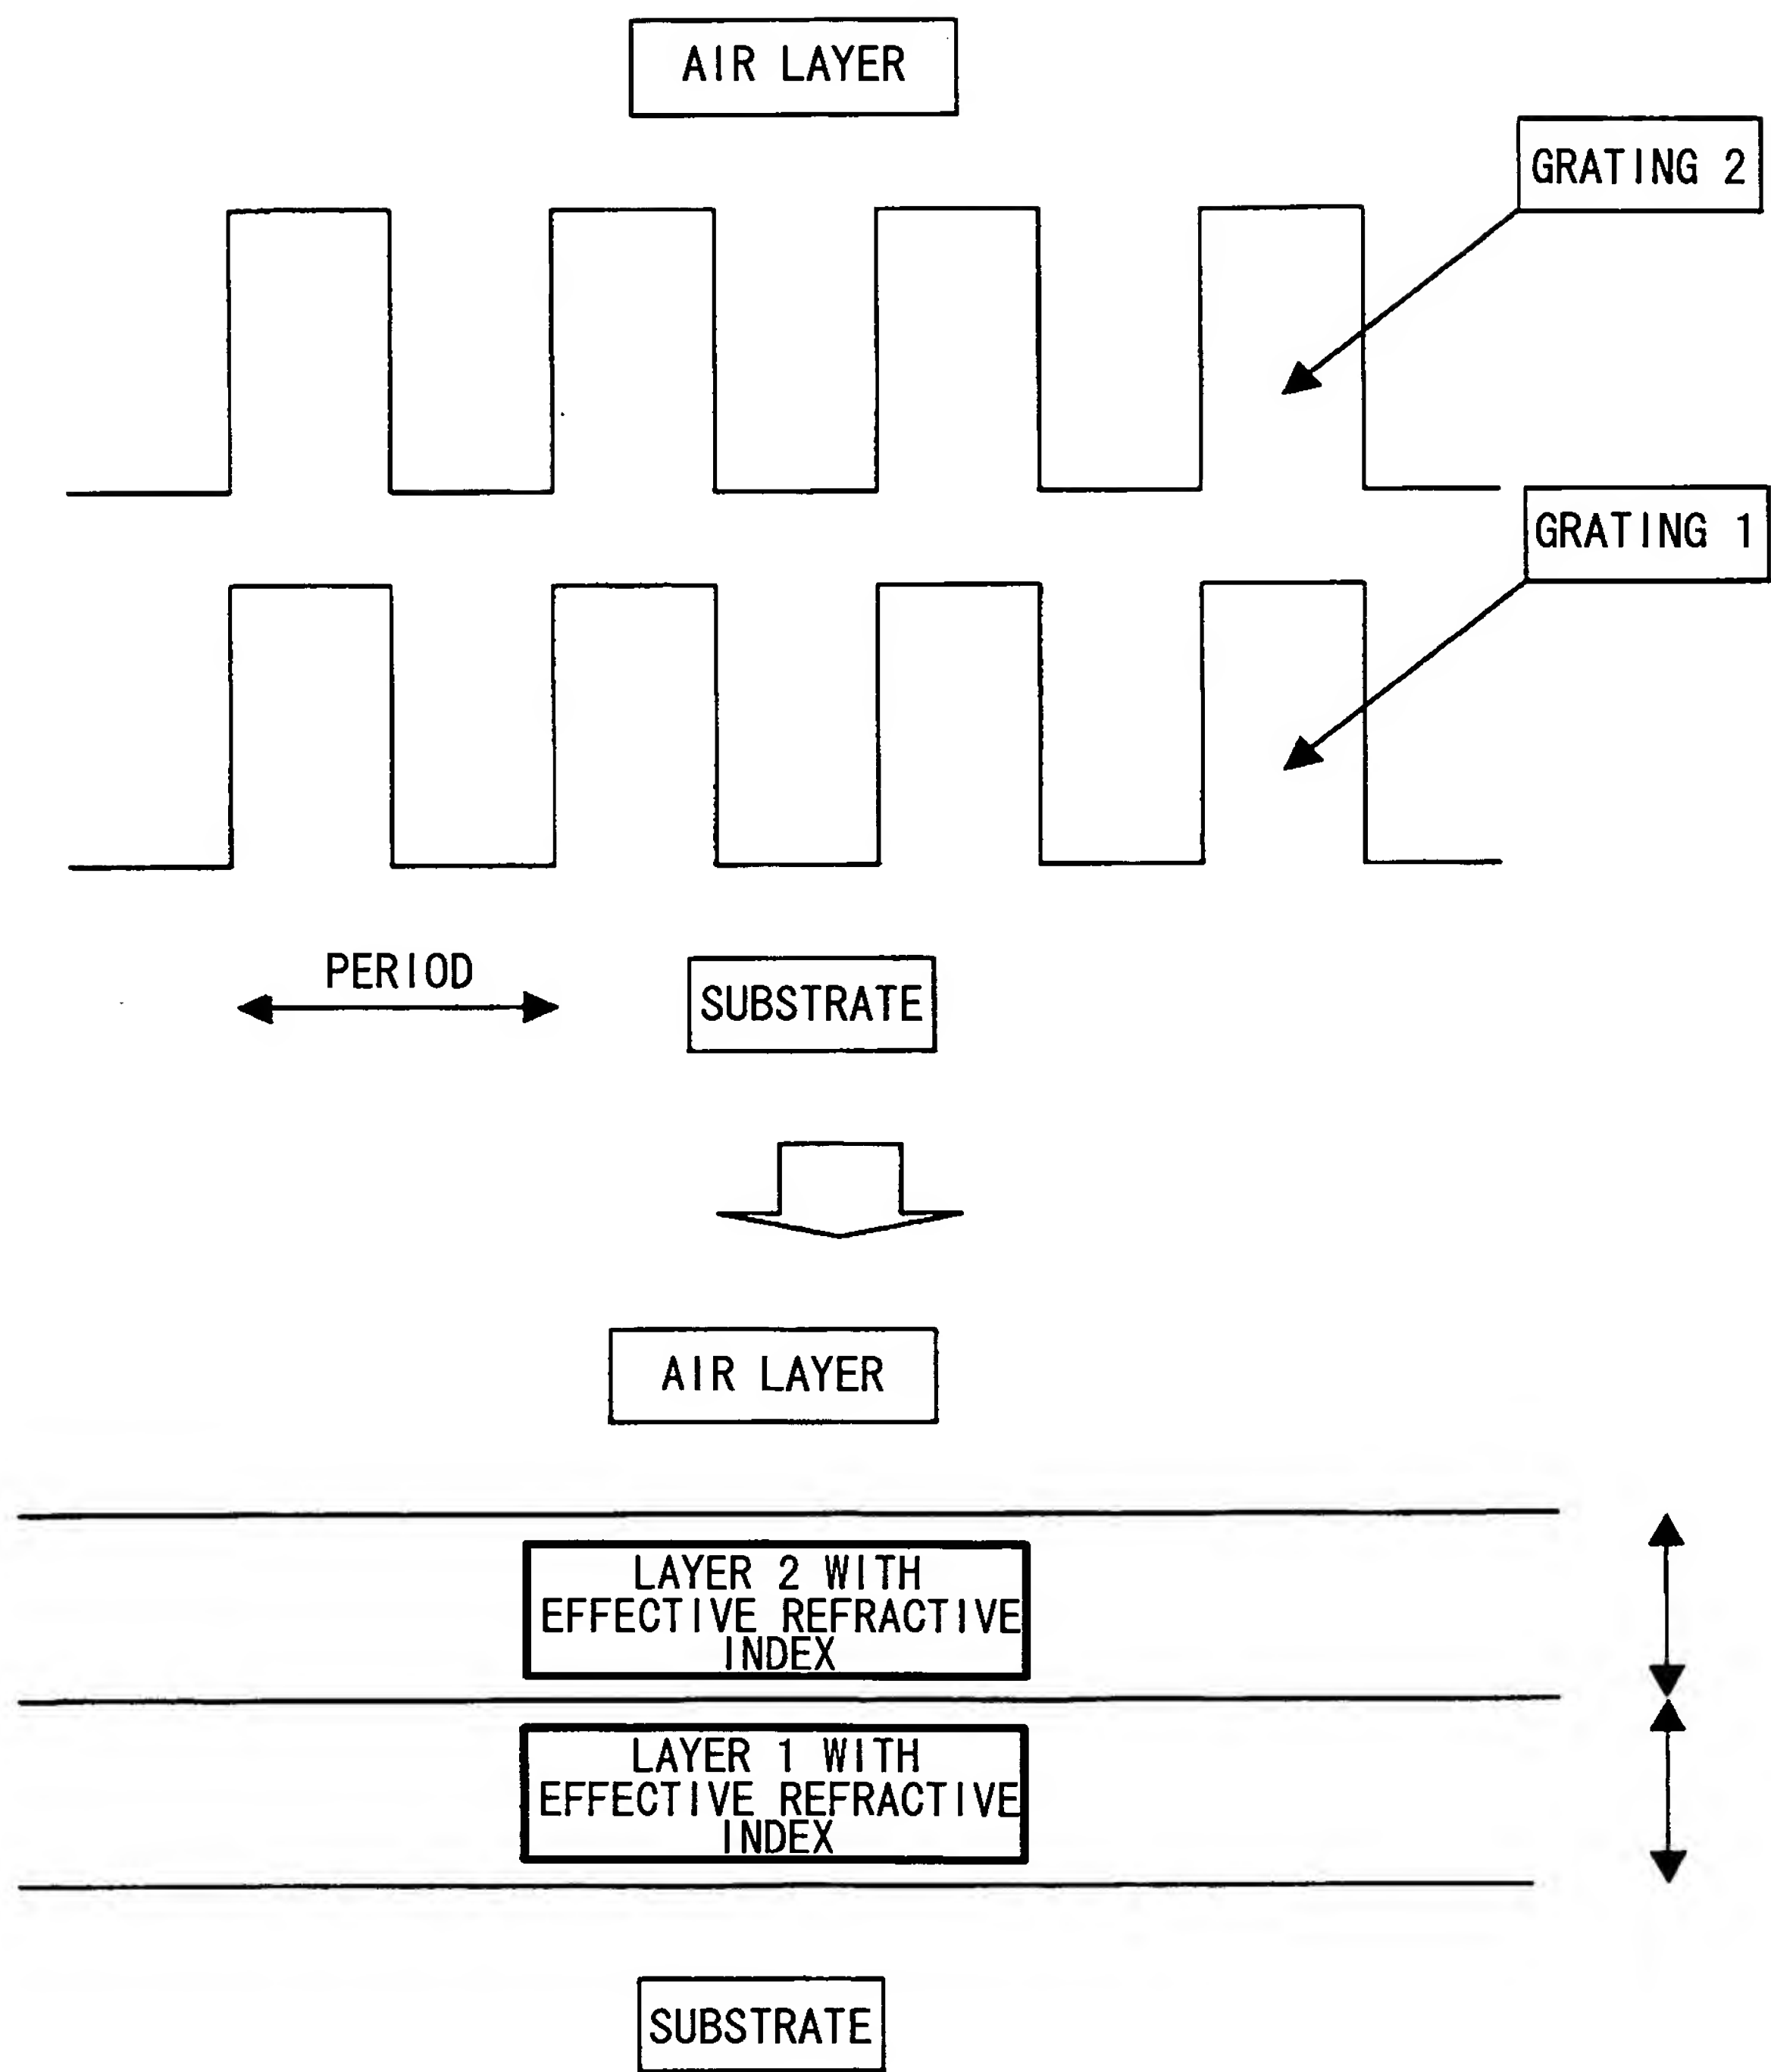 AIR LAYER
GRATING 2
GRATING 1
PERIOD
SUBSTRATE
AIR LAYER
LAYER 2 WITH
EFFECTIVE REFRACTIVE
INDEX
LAYER 1 WITH
EFFECTIVE REFRACTIVE
INDEX
SUBSTRATE